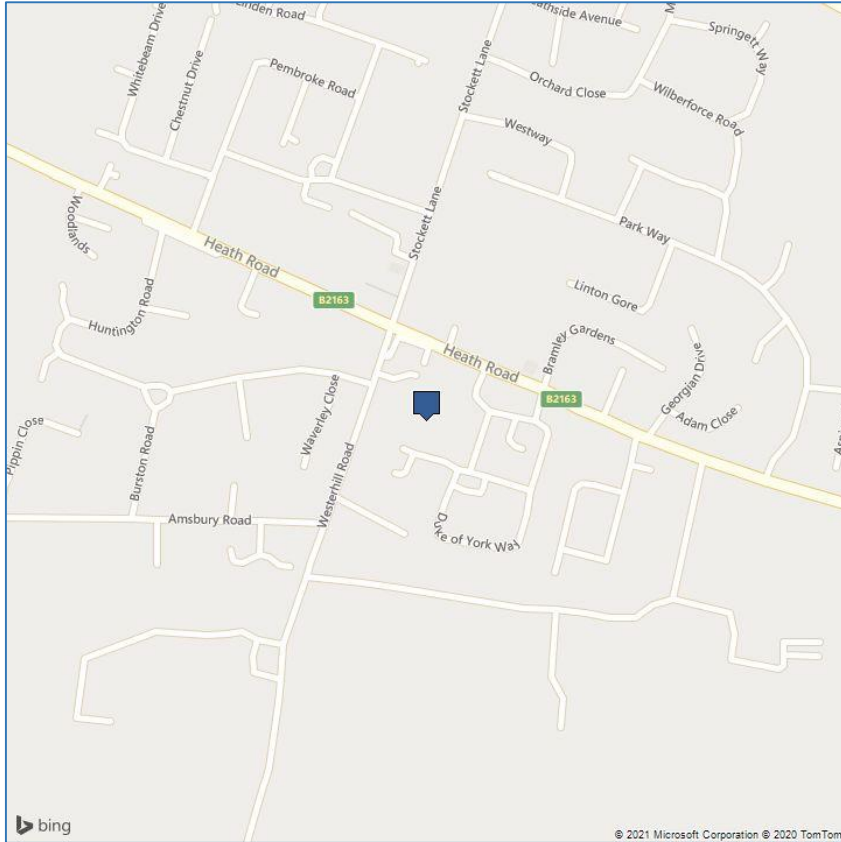 Linden Road
Heathside Avenue
Springett Way
Whitebeam Drive
Chestnut Drive
Pembroke Road
Stockett Lane
Orchard Close
Wilberforce Road
Westway
Woodlands
Heath Road
Stockett Lane
Park Way
Linton Gore
B2163
Huntington Road
Heath Road
Bramley Gardens
Georgian Drive
B2163
Adam Close
Pippin Close
Burston Road
Waverley Close
Westerhill Road
Amsbury Road
Duke of York Way
bing
© 2021 Microsoft Corporation © 2020 TomTom